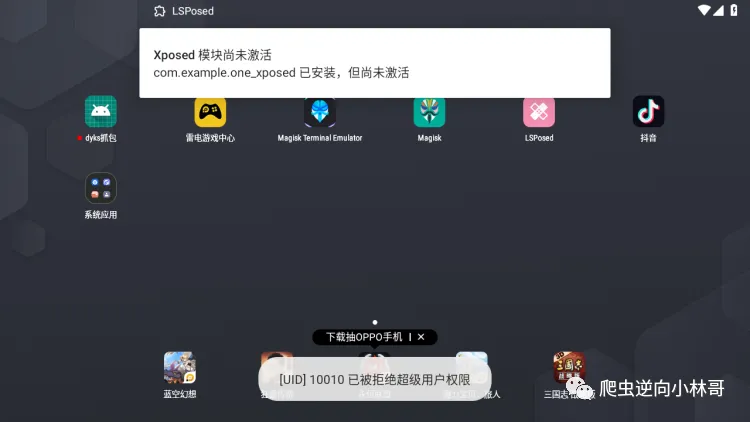 LSPosed
Xposed 模块尚未激活
com.example.one_xposed 已安装，但尚未激活
dyks抓包
雷电游戏中心
Magisk Terminal Emulator
Magisk
LSPosed
抖音
系统应用
下载抽OPPO手机
蓝空幻想
三国志
[UID] 10010 已被拒绝超级用户权限
爬虫逆向小林哥